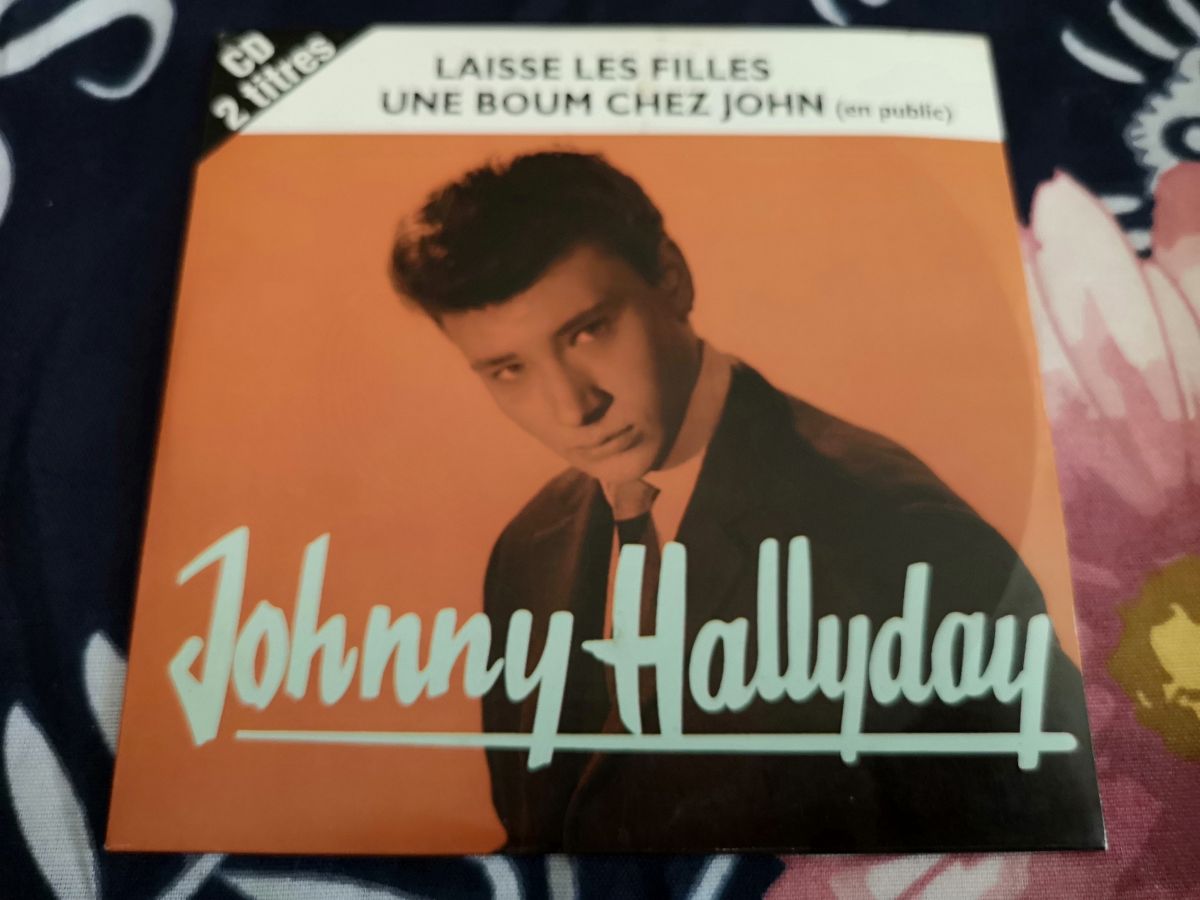 CD
2 titres
LAISSE LES FILLES
UNE BOUM CHEZ JOHN (en public)
Johnny Hallyday